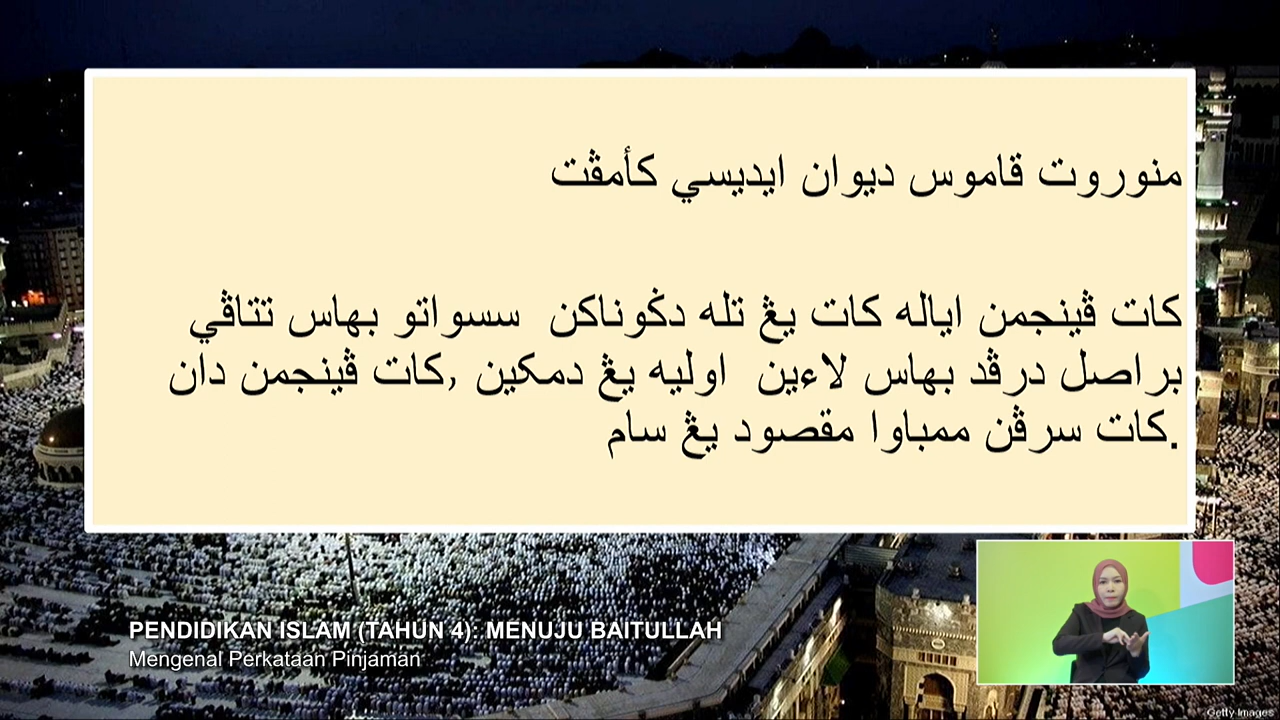 منوروت قاموس ديوان ايديسي كأمڤت
كات ڤينجمن اياله كات يڠ تله دݢوناكن سسواتو بهاس تتاڤي
براصل درڤد بهاس لاءين اوليه يڠ دمكين ,كات ڤينجمن دان
كات سرڤن ممباوا مقصود يڠ سام.
PENDIDIKAN ISLAM (TAHUN 4): MENUJU BAITULLAH
Mengenal Perkataan Pinjaman
Getty Images